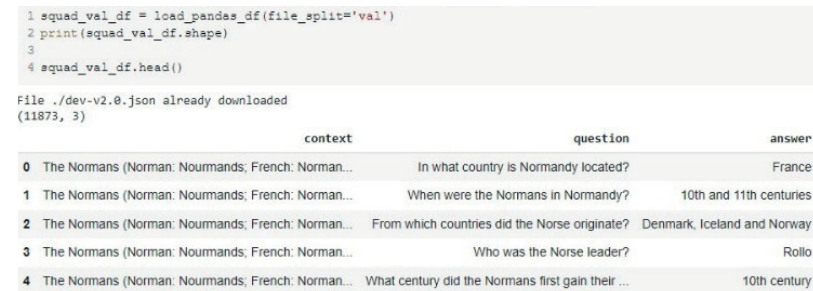 1 squad_val_df = load_pandas_df(file_split='val')
2 print(squad_val_df.shape)
3
4 squad_val_df.head()
File ./dev-v2.0.json already downloaded
(11873, 3)
context question answer
0 The Normans (Norman: Nourmands; French: Norman... In what country is Normandy located? France
1 The Normans (Norman: Nourmands; French: Norman... When were the Normans in Normandy? 10th and 11th centuries
2 The Normans (Norman: Nourmands; French: Norman... From which countries did the Norse originate? Denmark, Iceland and Norway
3 The Normans (Norman: Nourmands; French: Norman... Who was the Norse leader? Rollo
4 The Normans (Norman: Nourmands; French: Norman... What century did the Normans first gain their ... 10th century